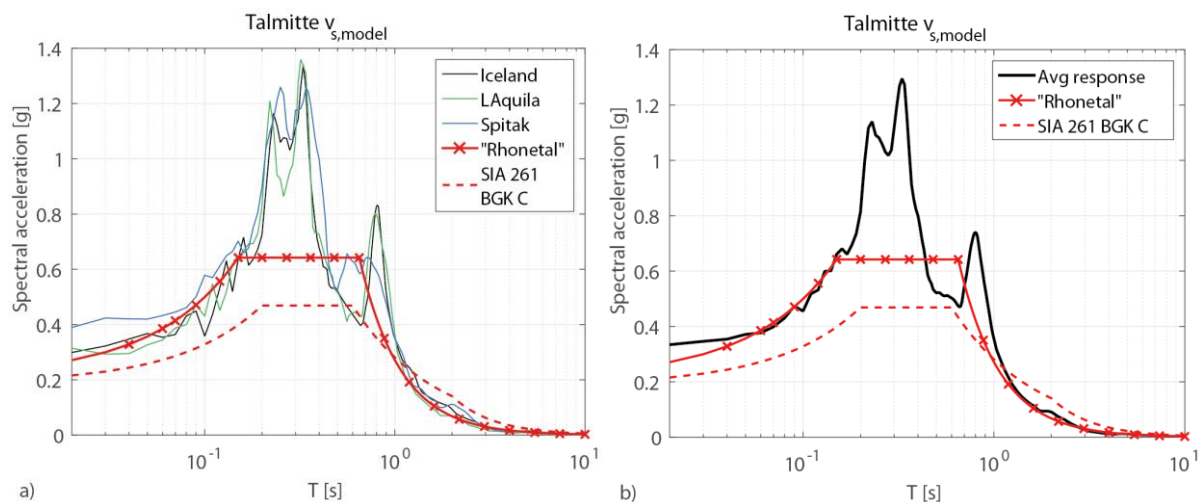 Talmitte v
s,model
1.4
1.2
1
0.8
0.6
0.4
0.2
0
Spectral acceleration [g]
Iceland
LAquila
Spitak
"Rhonetal"
SIA 261
BGK C
10-1
100
101
T [s]
a)
Talmitte v
s,model
1.4
1.2
1
0.8
0.6
0.4
0.2
0
Spectral acceleration [g]
Avg response
"Rhonetal"
SIA 261 BGK C
10-1
100
101
T [s]
b)